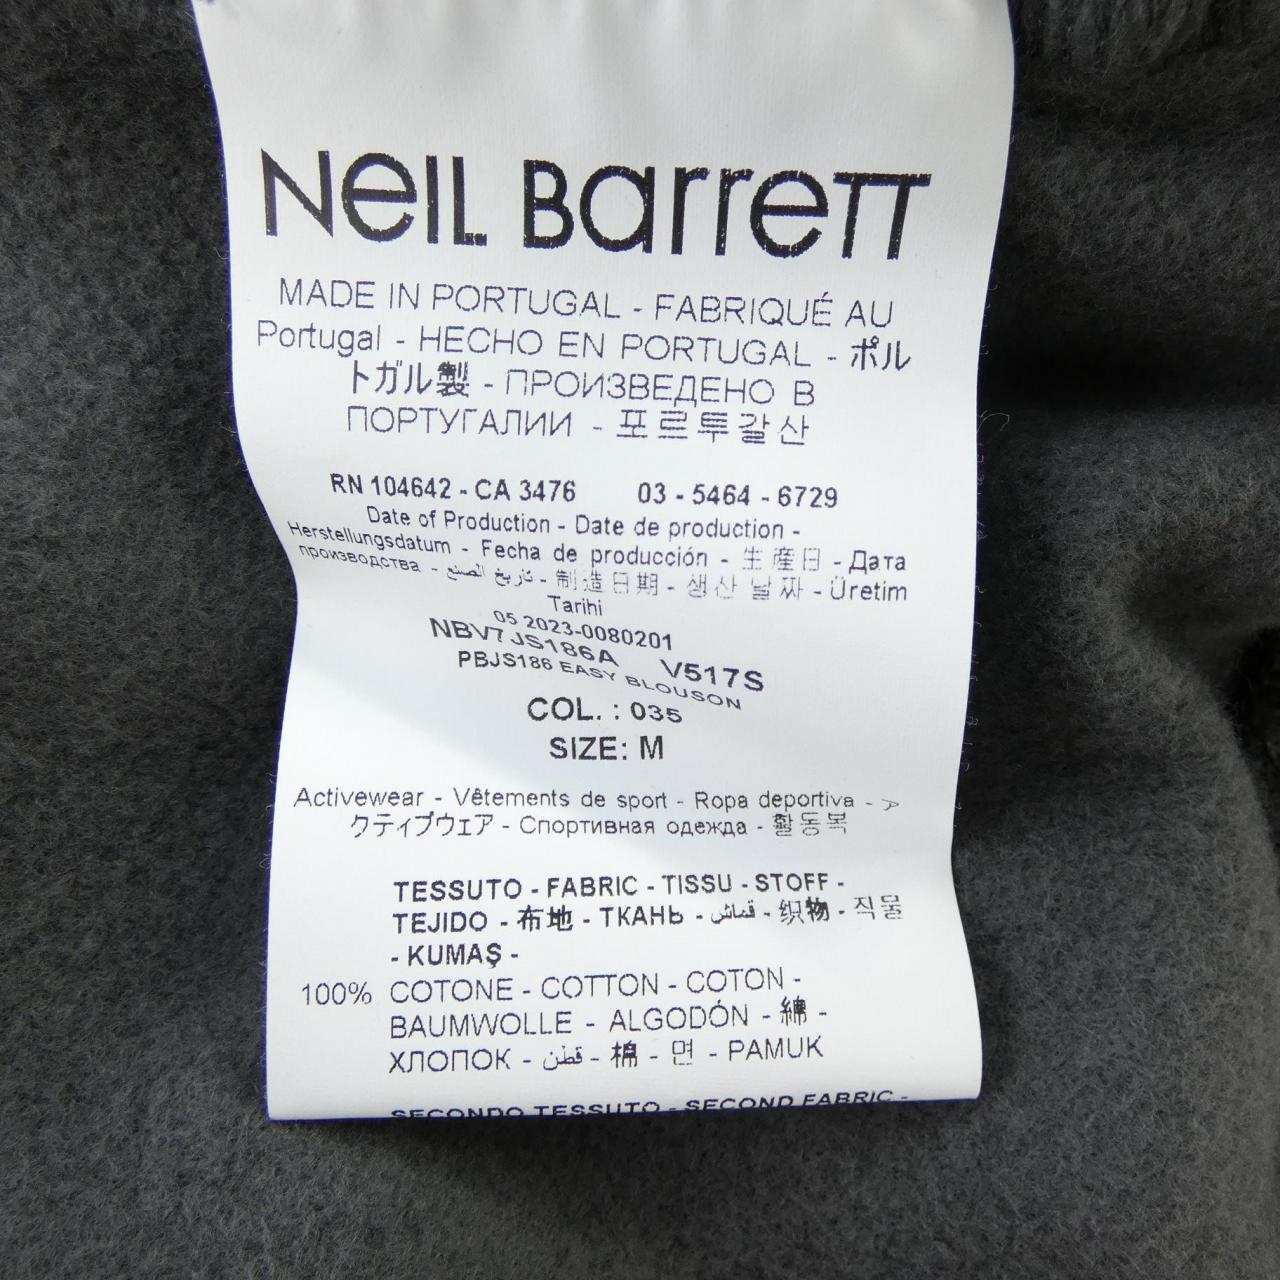 NeIL BarreTT
MADE IN PORTUGAL - FABRIQUÉ AU
Portugal - HECHO EN PORTUGAL - ポル
トガル製 - ПРОИЗВЕДЕНО В
ПОРТУГАЛИИ - 포르투갈산
RN 104642 - CA 3476 03 - 5464 - 6729
Date of Production - Date de production -
Herstellungsdatum - Fecha de producción - 生産日 - Дата
производства - تاريخ الصنع - 制造日期 - 생산 날짜 - Üretim
Tarihi
05 2023-0080201
NBV7JS186A V517S
PBJS186 EASY BLOUSON
COL. : 035
SIZE: M
Activewear - Vêtements de sport - Ropa deportiva - ア
クティブウェア - Спортивная одежда - 활동복
TESSUTO - FABRIC - TISSU - STOFF -
TEJIDO - 布地 - ТКАНЬ - قماش - 织物 - 직물
- KUMAŞ -
100% COTONE - COTTON - COTON -
BAUMWOLLE - ALGODÓN - 綿 -
ХЛОПОК - قطن - 棉 - 면 - PAMUK
SECONDO TESSUTO - SECOND FABRIC -